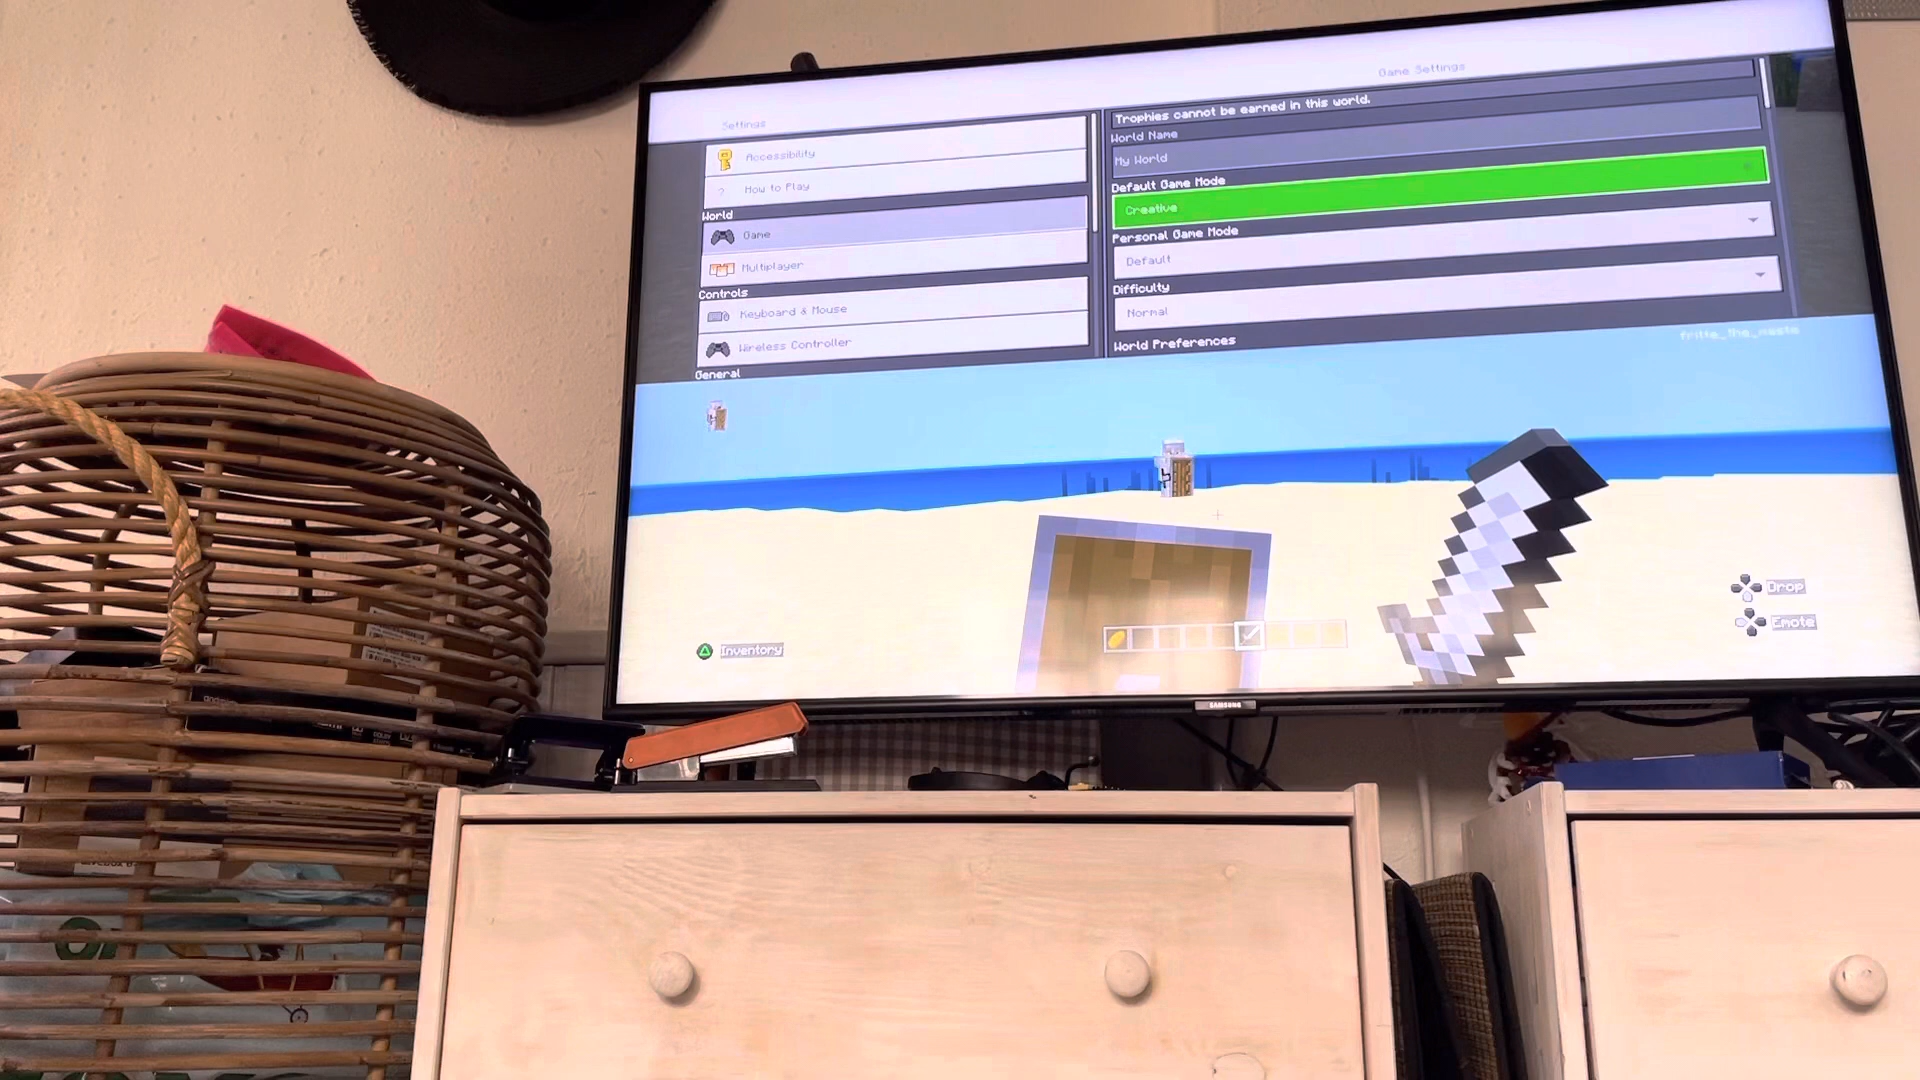 Settings
Game Settings
Accessibility
How to Play
World
Game
Multiplayer
Controls
Keyboard & Mouse
Wireless Controller
General
Trophies cannot be earned in this world.
World Name
My World
Default Game Mode
Creative
Personal Game Mode
Default
Difficulty
Normal
World Preferences
Inventory
Drop
Emote
SAMSUNG